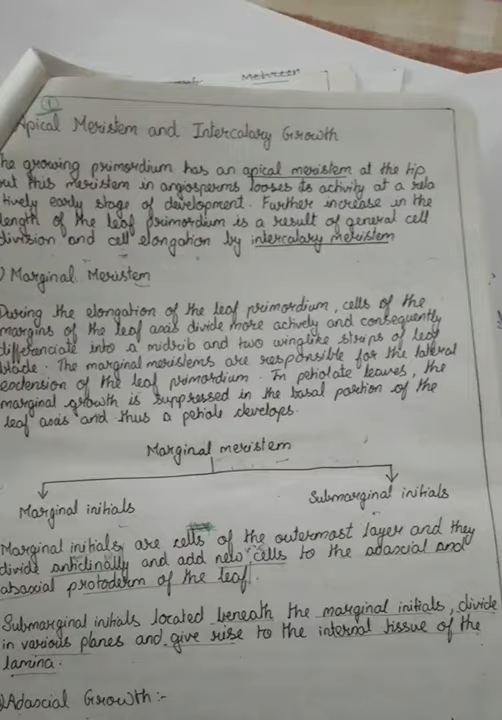 Mehreen
①
Apical Meristem and Intercalary Growth
he growing primordium has an apical meristem at the tip
but this meristem in angiosperms looses its activity at a rela
tively early stage of development. Further increase in the
length of the leaf primordium is a result of general cell
division and cell elongation by intercalary meristem
) Marginal Meristem
During the elongation of the leaf primordium, cells of the
margins of the leaf axis divide more actively and consequently
differenciate into a midrib and two winglike strips of leaf
blade. The marginal meristems are responsible for the lateral
extension of the leaf primordium. In petiolate leaves, the
marginal growth is suppressed in the basal portion of the
leaf axis and thus a petiole develops.
Marginal meristem
Marginal initials
Submarginal initials
Marginal initials are cells of the outermost layer and they
divide anticlinally and add new cells to the adaxial and
abaxial protoderm of the leaf.
Submarginal initials located beneath the marginal initials, divide
in various planes and give rise to the internal tissue of the
lamina.
) Adaxial Growth:-